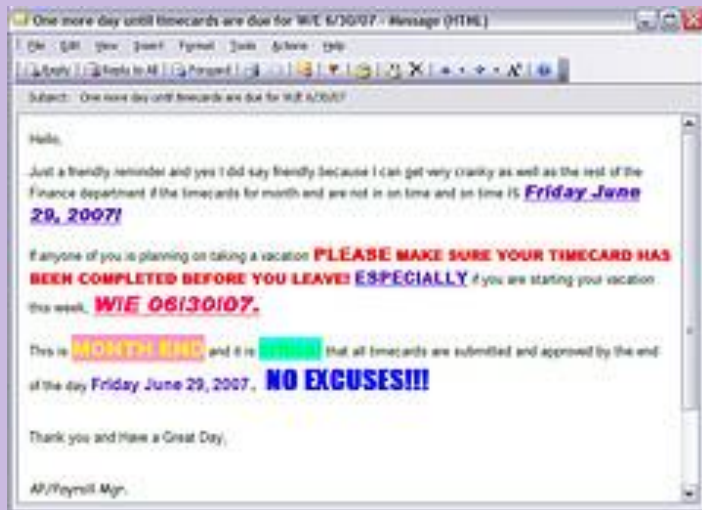 One more day until timecards are due for W/E 6/30/07 - Message (HTML)
File Edit View Insert Format Tools Actions Help
Reply Reply to All Forward
Subject: One more day until timecards are due for W/E 6/30/07
Hello,
Just a friendly reminder and yes I did say friendly because I can get very cranky as well as the rest of the
Finance department if the timecards for month end are not in on time and on time IS Friday June
29, 2007!
If anyone of you is planning on taking a vacation PLEASE MAKE SURE YOUR TIMECARD HAS
BEEN COMPLETED BEFORE YOU LEAVE! ESPECIALLY if you are starting your vacation
this week, W/E 06/30/07.
This is MONTH END and it is that all timecards are submitted and approved by the end
of the day Friday June 29, 2007, NO EXCUSES!!!
Thank you and Have a Great Day,
AP/Payroll Mgr.